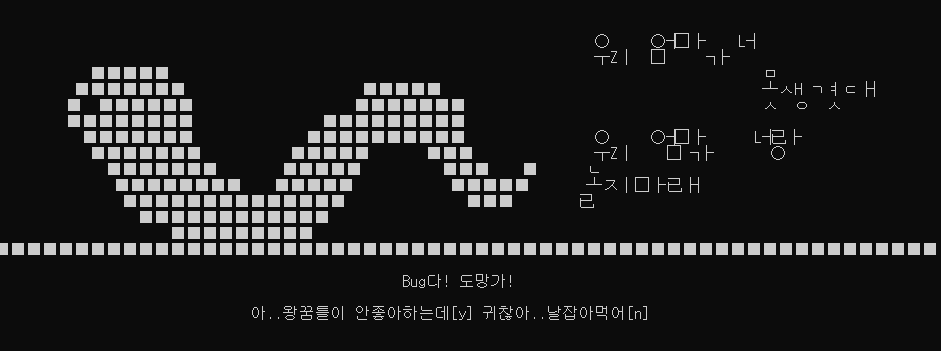 우리 엄마가 너
못생겼대
우리 엄마가 너랑
놀지마래
Bug다! 도망가!
아..왕꿈틀이 안좋아하는데[y] 귀찮아..날잡아먹어[n]